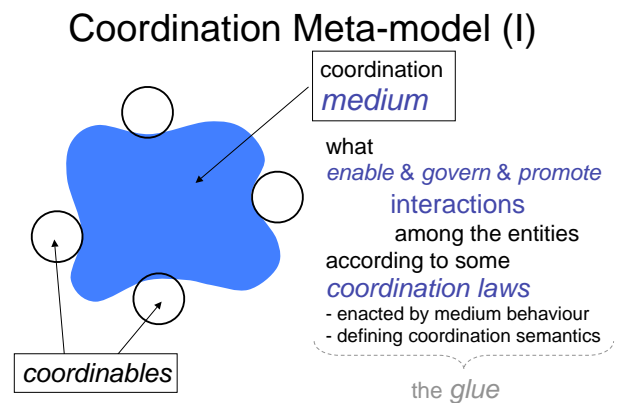 Coordination Meta-model (I)
coordination
medium
what
enable & govern & promote
interactions
among the entities
according to some
coordination laws
- enacted by medium behaviour
- defining coordination semantics
the glue
coordinables